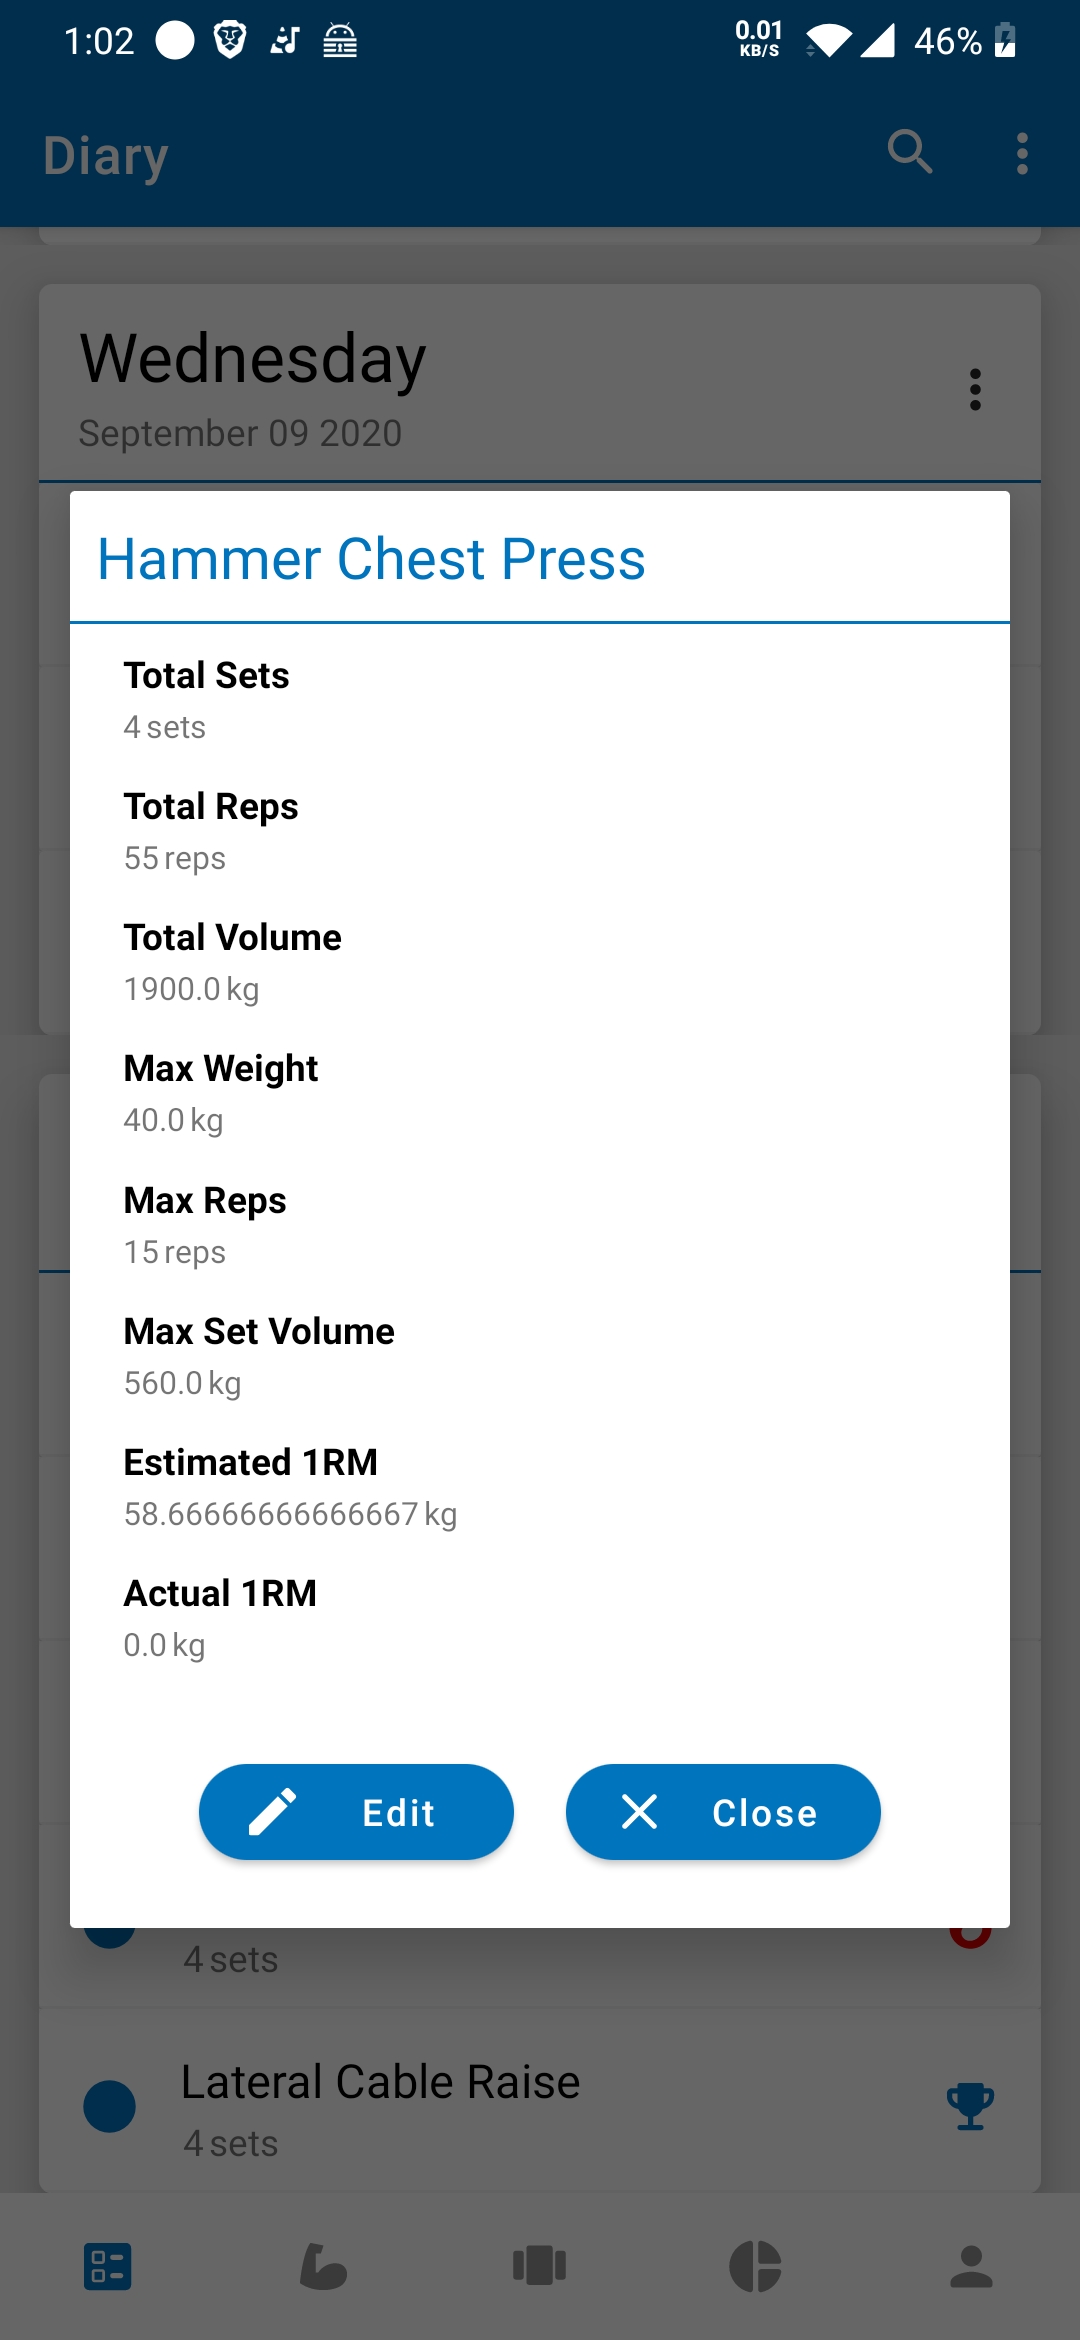 1:02
0.01
KB/S
46%
Diary
Wednesday
September 09 2020
Hammer Chest Press
Total Sets
4 sets
Total Reps
55 reps
Total Volume
1900.0 kg
Max Weight
40.0 kg
Max Reps
15 reps
Max Set Volume
560.0 kg
Estimated 1RM
58.66666666666667 kg
Actual 1RM
0.0 kg
Edit
Close
4 sets
Lateral Cable Raise
4 sets